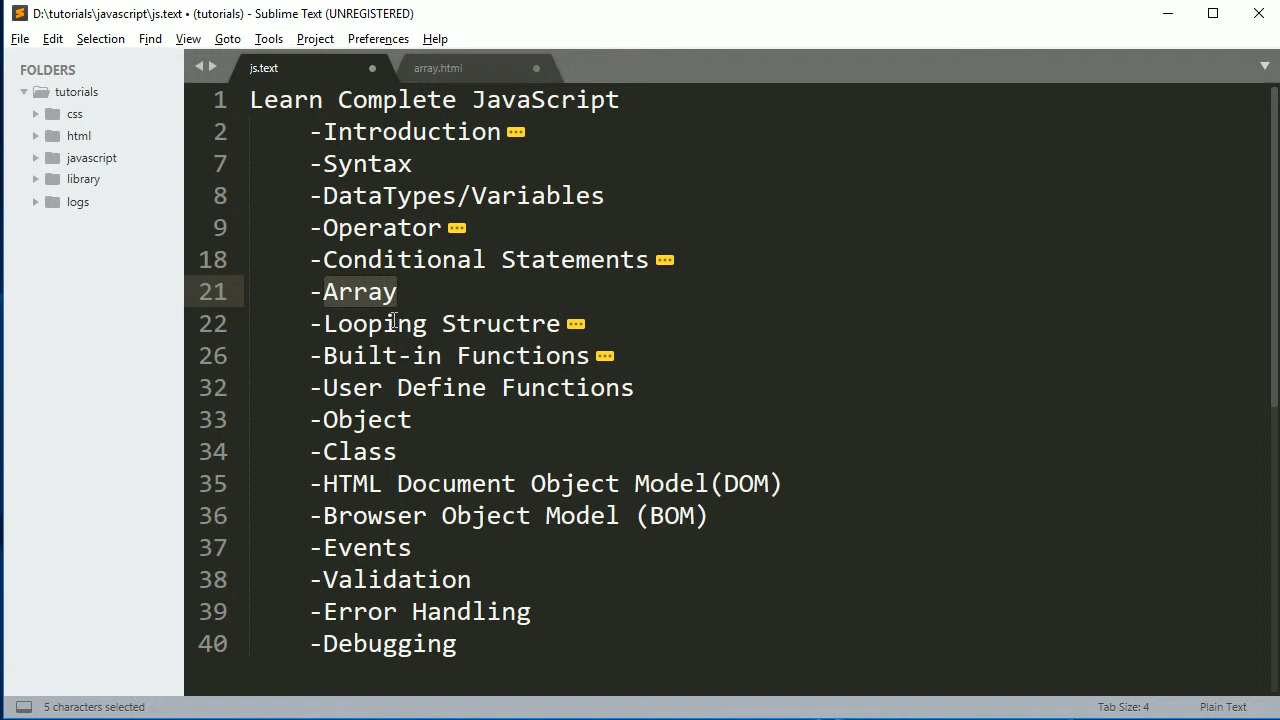 D:\tutorials\javascript\js.text • (tutorials) - Sublime Text (UNREGISTERED)
File Edit Selection Find View Goto Tools Project Preferences Help
FOLDERS
tutorials
css
html
javascript
library
logs
js.text
array.html
1 Learn Complete JavaScript
2 -Introduction
7 -Syntax
8 -DataTypes/Variables
9 -Operator
18 -Conditional Statements
21 -Array
22 -Looping Structre
26 -Built-in Functions
32 -User Define Functions
33 -Object
34 -Class
35 -HTML Document Object Model(DOM)
36 -Browser Object Model (BOM)
37 -Events
38 -Validation
39 -Error Handling
40 -Debugging
5 characters selected
Tab Size: 4
Plain Text